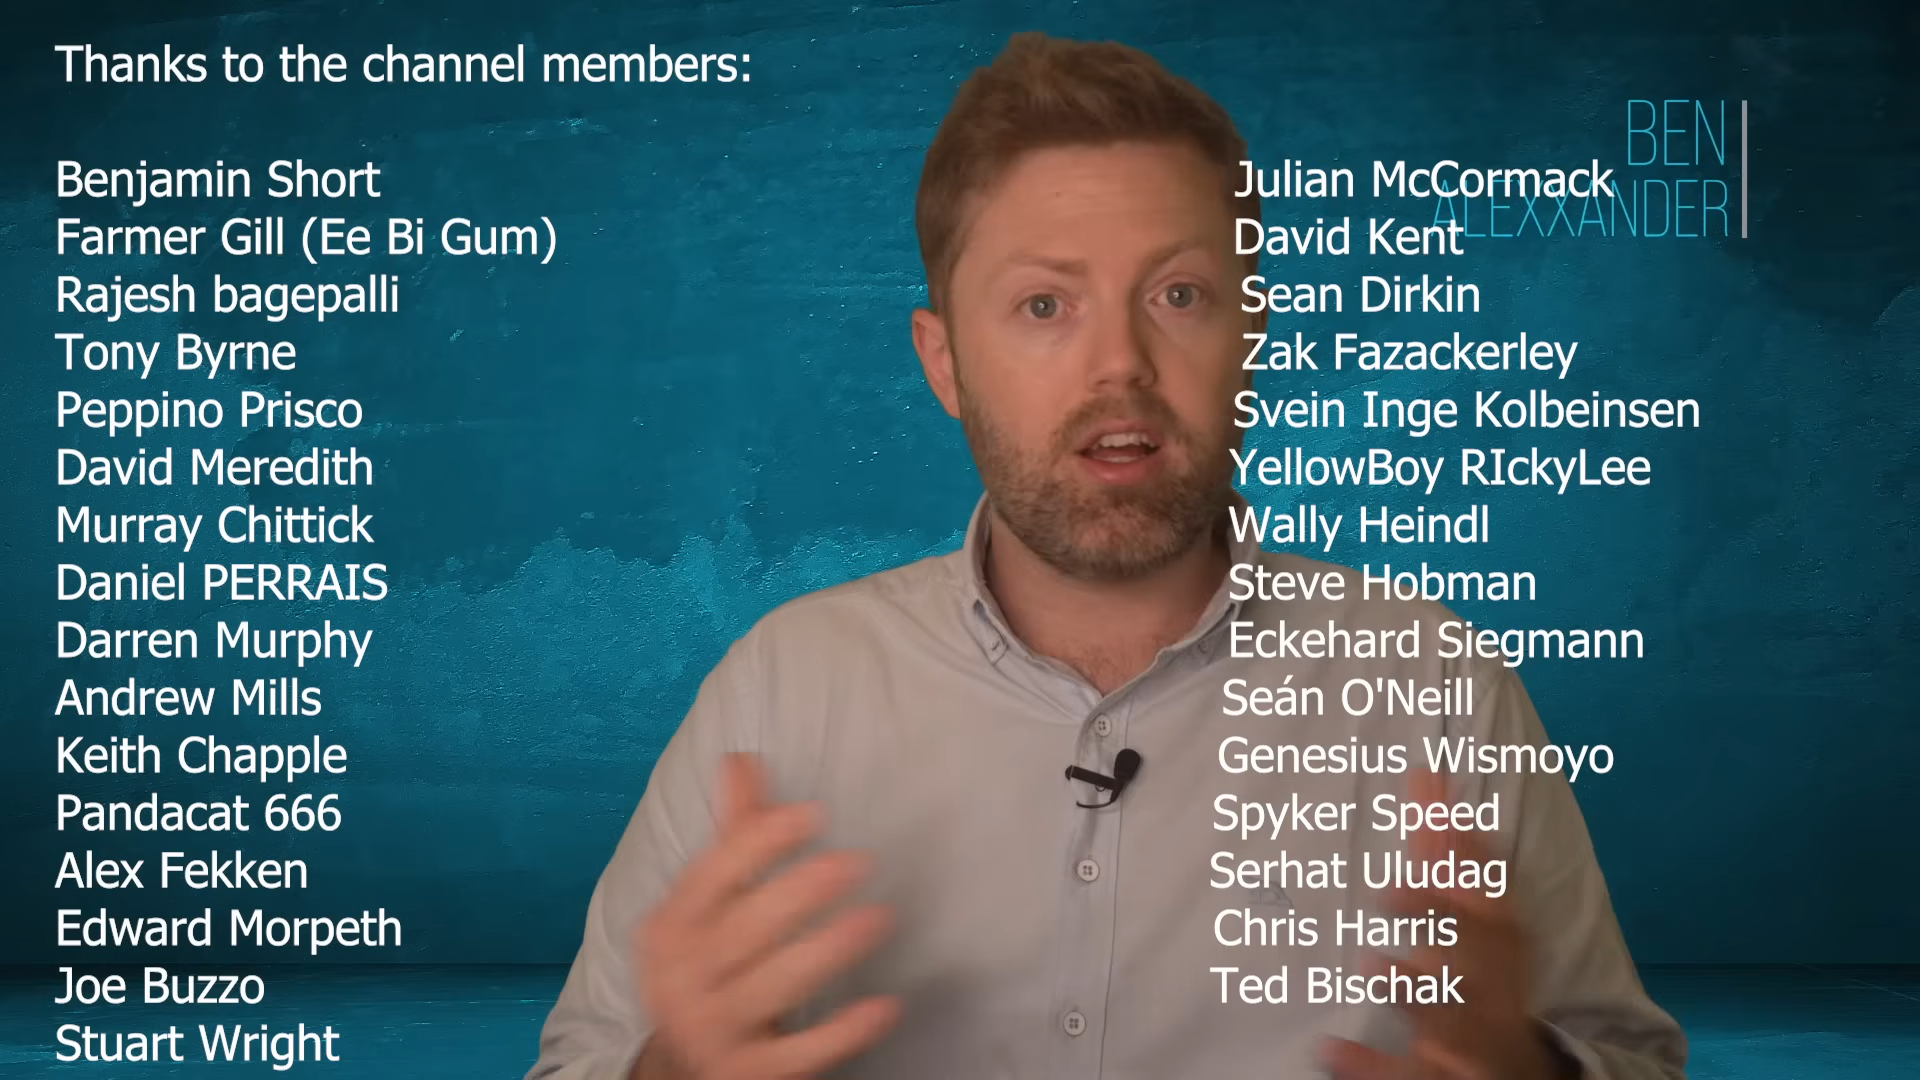 Thanks to the channel members:
Benjamin Short
Farmer Gill (Ee Bi Gum)
Rajesh bagepalli
Tony Byrne
Peppino Prisco
David Meredith
Murray Chittick
Daniel PERRAIS
Darren Murphy
Andrew Mills
Keith Chapple
Pandacat 666
Alex Fekken
Edward Morpeth
Joe Buzzo
Stuart Wright
BEN
ALEXXANDER
Julian McCormack
David Kent
Sean Dirkin
Zak Fazackerley
Svein Inge Kolbeinsen
YellowBoy RIckyLee
Wally Heindl
Steve Hobman
Eckehard Siegmann
Seán O'Neill
Genesius Wismoyo
Spyker Speed
Serhat Uludag
Chris Harris
Ted Bischak